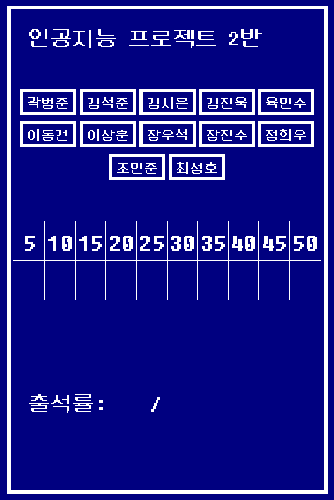 인공지능 프로젝트 2반
곽범준 김석준 김시은 김진욱 육민수
이동건 이상훈 장우석 장진수 정희우
조민준 최성호
5 10 15 20 25 30 35 40 45 50
출석률: /